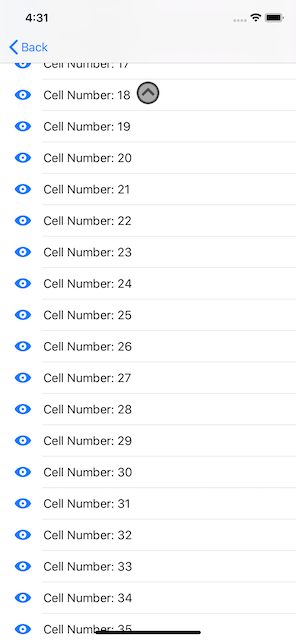 4:31
Back
Cell Number: 17
Cell Number: 18
Cell Number: 19
Cell Number: 20
Cell Number: 21
Cell Number: 22
Cell Number: 23
Cell Number: 24
Cell Number: 25
Cell Number: 26
Cell Number: 27
Cell Number: 28
Cell Number: 29
Cell Number: 30
Cell Number: 31
Cell Number: 32
Cell Number: 33
Cell Number: 34
Cell Number: 35